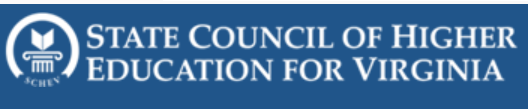 STATE COUNCIL OF HIGHER
EDUCATION FOR VIRGINIA
SCHEV